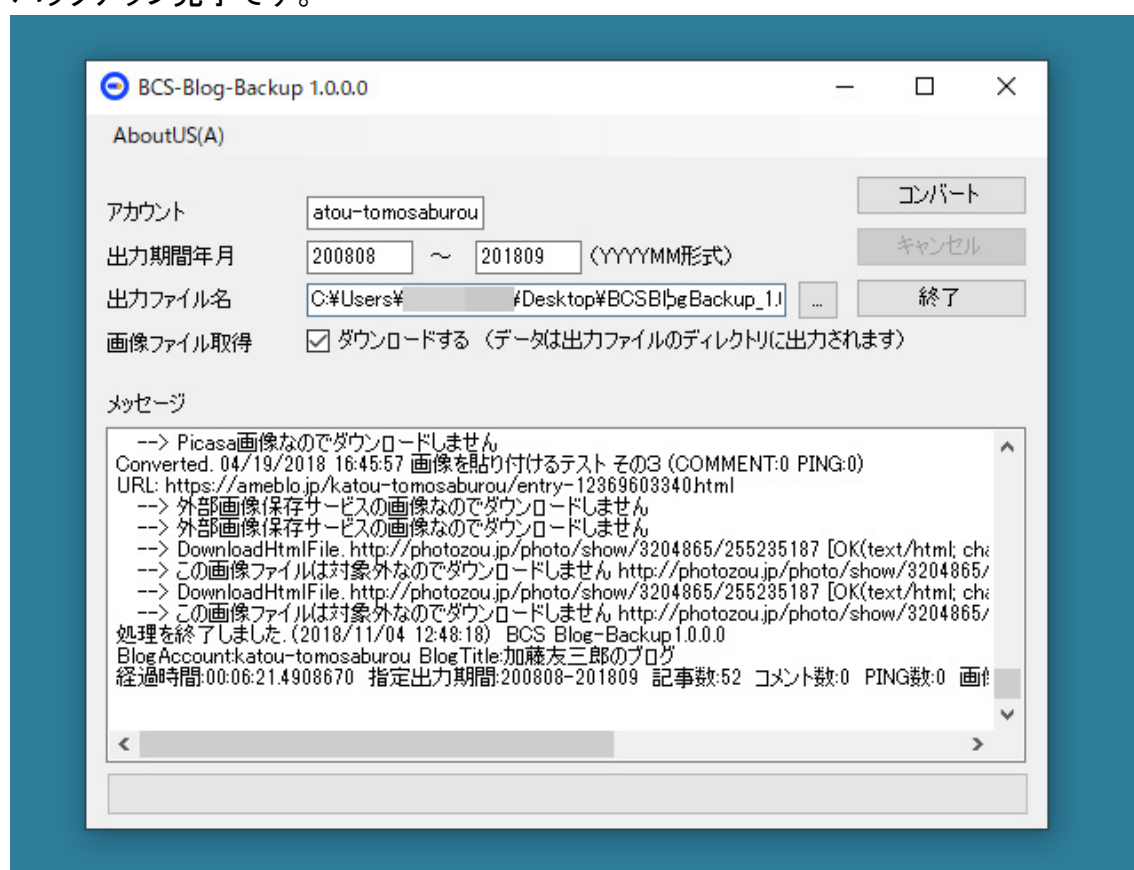 バックアップ完了です。
BCS-Blog-Backup 1.0.0.0
AboutUS(A)
コンバート
アカウント atou-tomosaburou
出力期間年月 200808 ～ 201809 (YYYYMM形式) キャンセル
出力ファイル名 C:¥Users¥ /Desktop¥BCSBlogBackup_1.0 ... 終了
画像ファイル取得 ダウンロードする (データは出力ファイルのディレクトリに出力されます)
メッセージ
--> Picasa画像なのでダウンロードしません
Converted. 04/19/2018 16:45:57 画像を貼り付けるテスト その3 (COMMENT:0 PING:0)
URL: https://ameblo.jp/katou-tomosaburou/entry-12369603340.html
--> 外部画像保存サービスの画像なのでダウンロードしません
--> 外部画像保存サービスの画像なのでダウンロードしません
--> DownloadHtmlFile. http://photozou.jp/photo/show/3204865/255235187 [OK(text/html; cha
--> この画像ファイルは対象外なのでダウンロードしません http://photozou.jp/photo/show/3204865/
--> DownloadHtmlFile. http://photozou.jp/photo/show/3204865/255235187 [OK(text/html; cha
--> この画像ファイルは対象外なのでダウンロードしません http://photozou.jp/photo/show/3204865/
処理を終了しました. (2018/11/04 12:48:18) BCS Blog-Backup1.0.0.0
BlogAccount:katou-tomosaburou BlogTitle:加藤友三郎のブログ
経過時間:00:06:21.4908670 指定出力期間:200808-201809 記事数:52 コメント数:0 PING数:0 画像